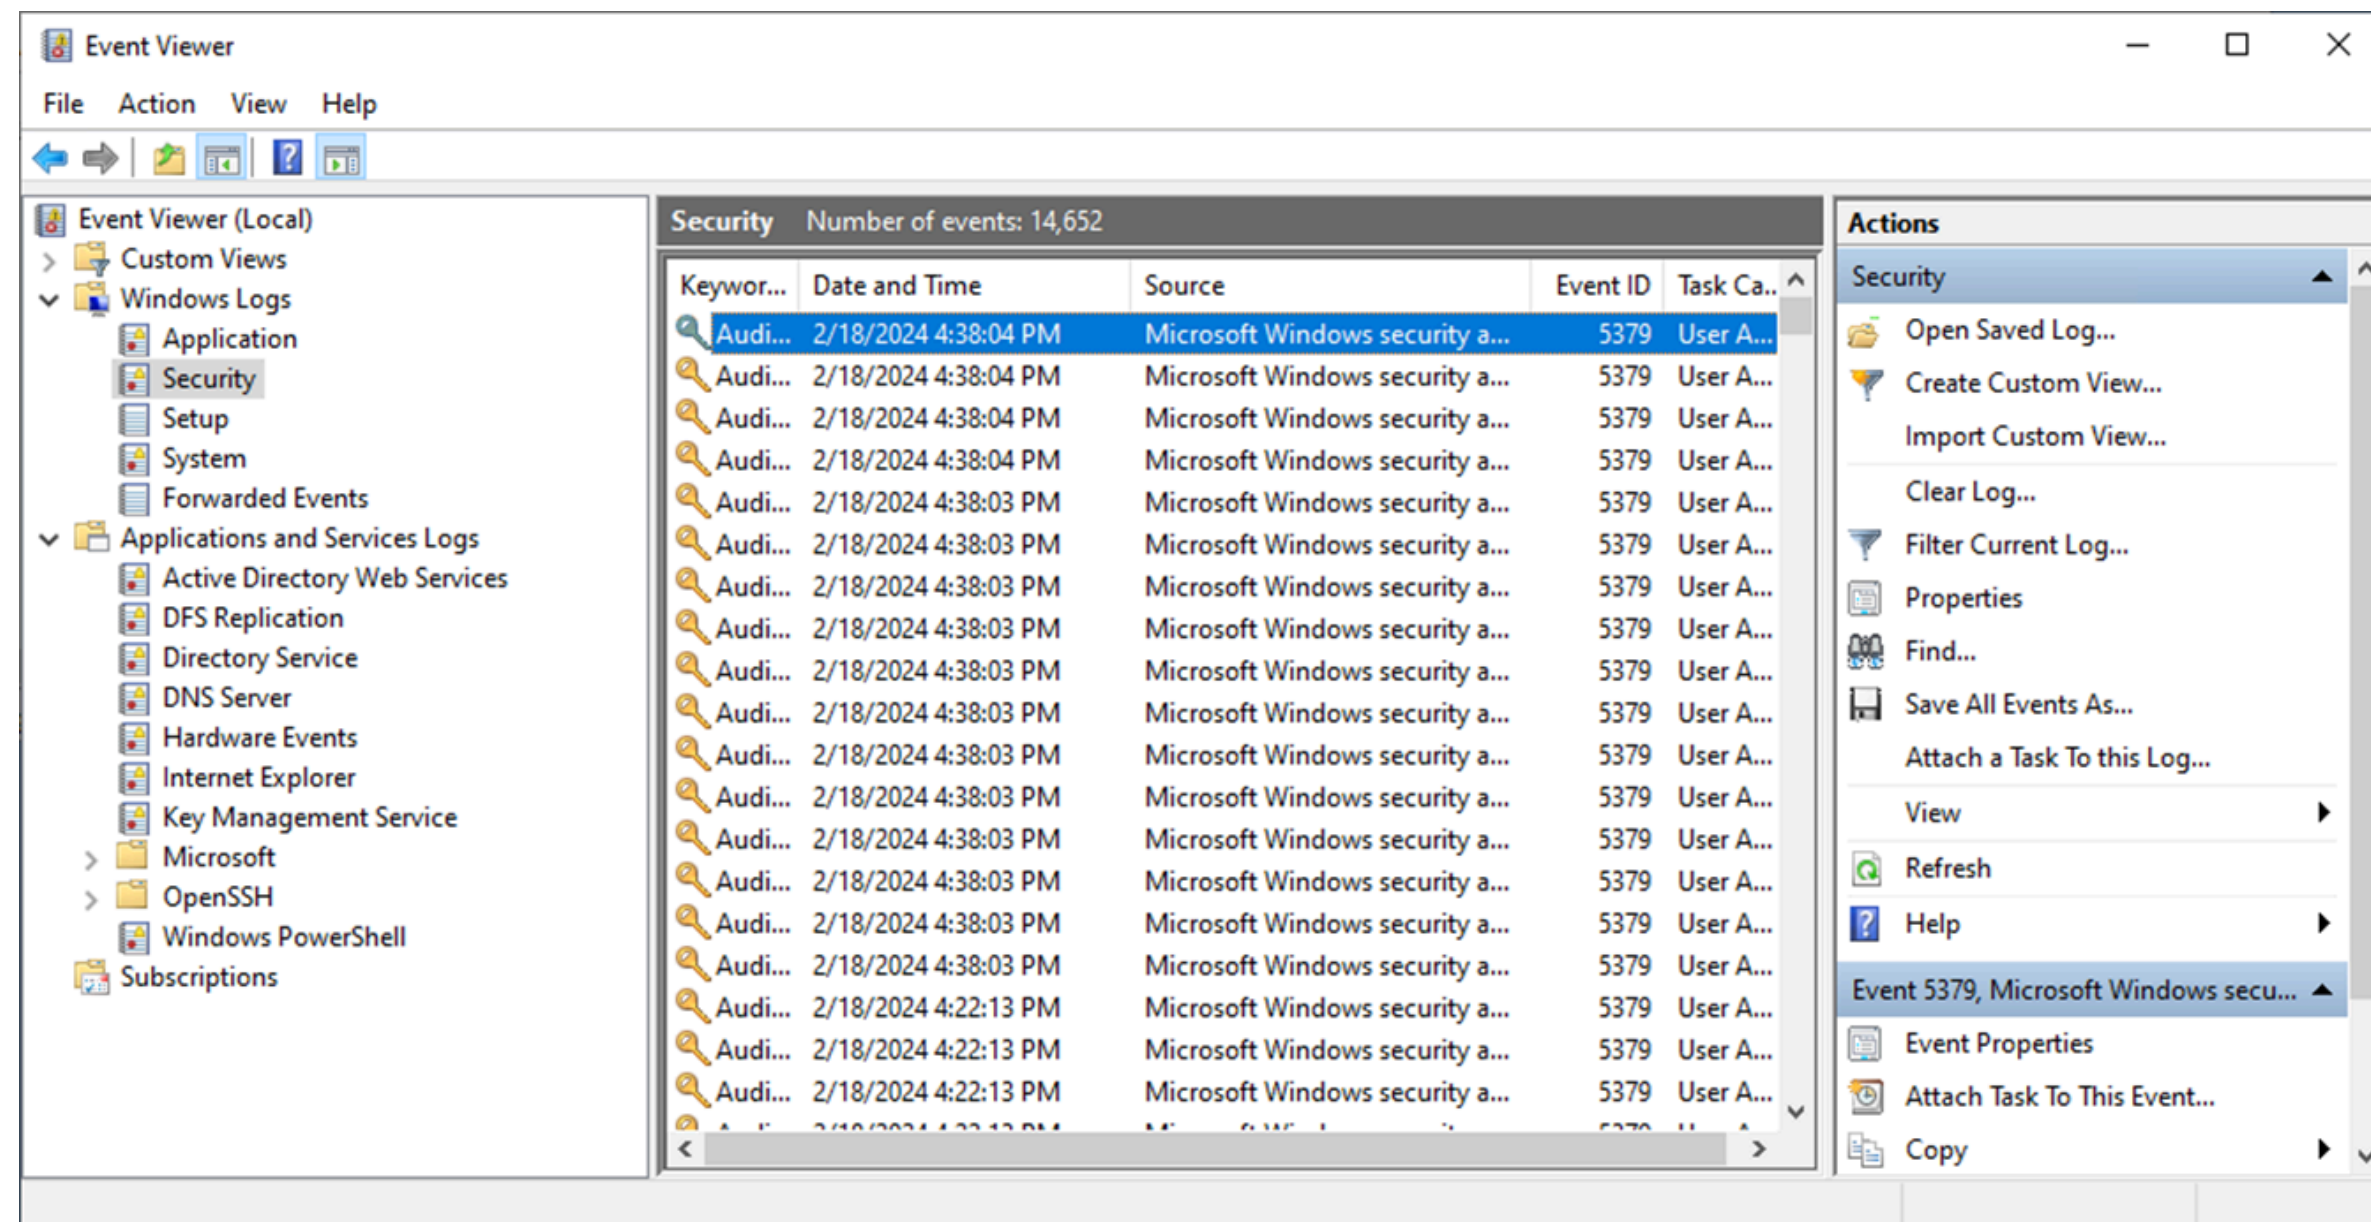 Event Viewer
File Action View Help
Event Viewer (Local)
Custom Views
Windows Logs
Application
Security
Setup
System
Forwarded Events
Applications and Services Logs
Active Directory Web Services
DFS Replication
Directory Service
DNS Server
Hardware Events
Internet Explorer
Key Management Service
Microsoft
OpenSSH
Windows PowerShell
Subscriptions
Security Number of events: 14,652
Keywor... Date and Time Source Event ID Task Ca..
Audi... 2/18/2024 4:38:04 PM Microsoft Windows security a... 5379 User A...
Audi... 2/18/2024 4:38:04 PM Microsoft Windows security a... 5379 User A...
Audi... 2/18/2024 4:38:04 PM Microsoft Windows security a... 5379 User A...
Audi... 2/18/2024 4:38:04 PM Microsoft Windows security a... 5379 User A...
Audi... 2/18/2024 4:38:03 PM Microsoft Windows security a... 5379 User A...
Audi... 2/18/2024 4:38:03 PM Microsoft Windows security a... 5379 User A...
Audi... 2/18/2024 4:38:03 PM Microsoft Windows security a... 5379 User A...
Audi... 2/18/2024 4:38:03 PM Microsoft Windows security a... 5379 User A...
Audi... 2/18/2024 4:38:03 PM Microsoft Windows security a... 5379 User A...
Audi... 2/18/2024 4:38:03 PM Microsoft Windows security a... 5379 User A...
Audi... 2/18/2024 4:38:03 PM Microsoft Windows security a... 5379 User A...
Audi... 2/18/2024 4:38:03 PM Microsoft Windows security a... 5379 User A...
Audi... 2/18/2024 4:38:03 PM Microsoft Windows security a... 5379 User A...
Audi... 2/18/2024 4:38:03 PM Microsoft Windows security a... 5379 User A...
Audi... 2/18/2024 4:38:03 PM Microsoft Windows security a... 5379 User A...
Audi... 2/18/2024 4:38:03 PM Microsoft Windows security a... 5379 User A...
Audi... 2/18/2024 4:22:13 PM Microsoft Windows security a... 5379 User A...
Audi... 2/18/2024 4:22:13 PM Microsoft Windows security a... 5379 User A...
Audi... 2/18/2024 4:22:13 PM Microsoft Windows security a... 5379 User A...
Actions
Security
Open Saved Log...
Create Custom View...
Import Custom View...
Clear Log...
Filter Current Log...
Properties
Find...
Save All Events As...
Attach a Task To this Log...
View
Refresh
Help
Event 5379, Microsoft Windows secu...
Event Properties
Attach Task To This Event...
Copy